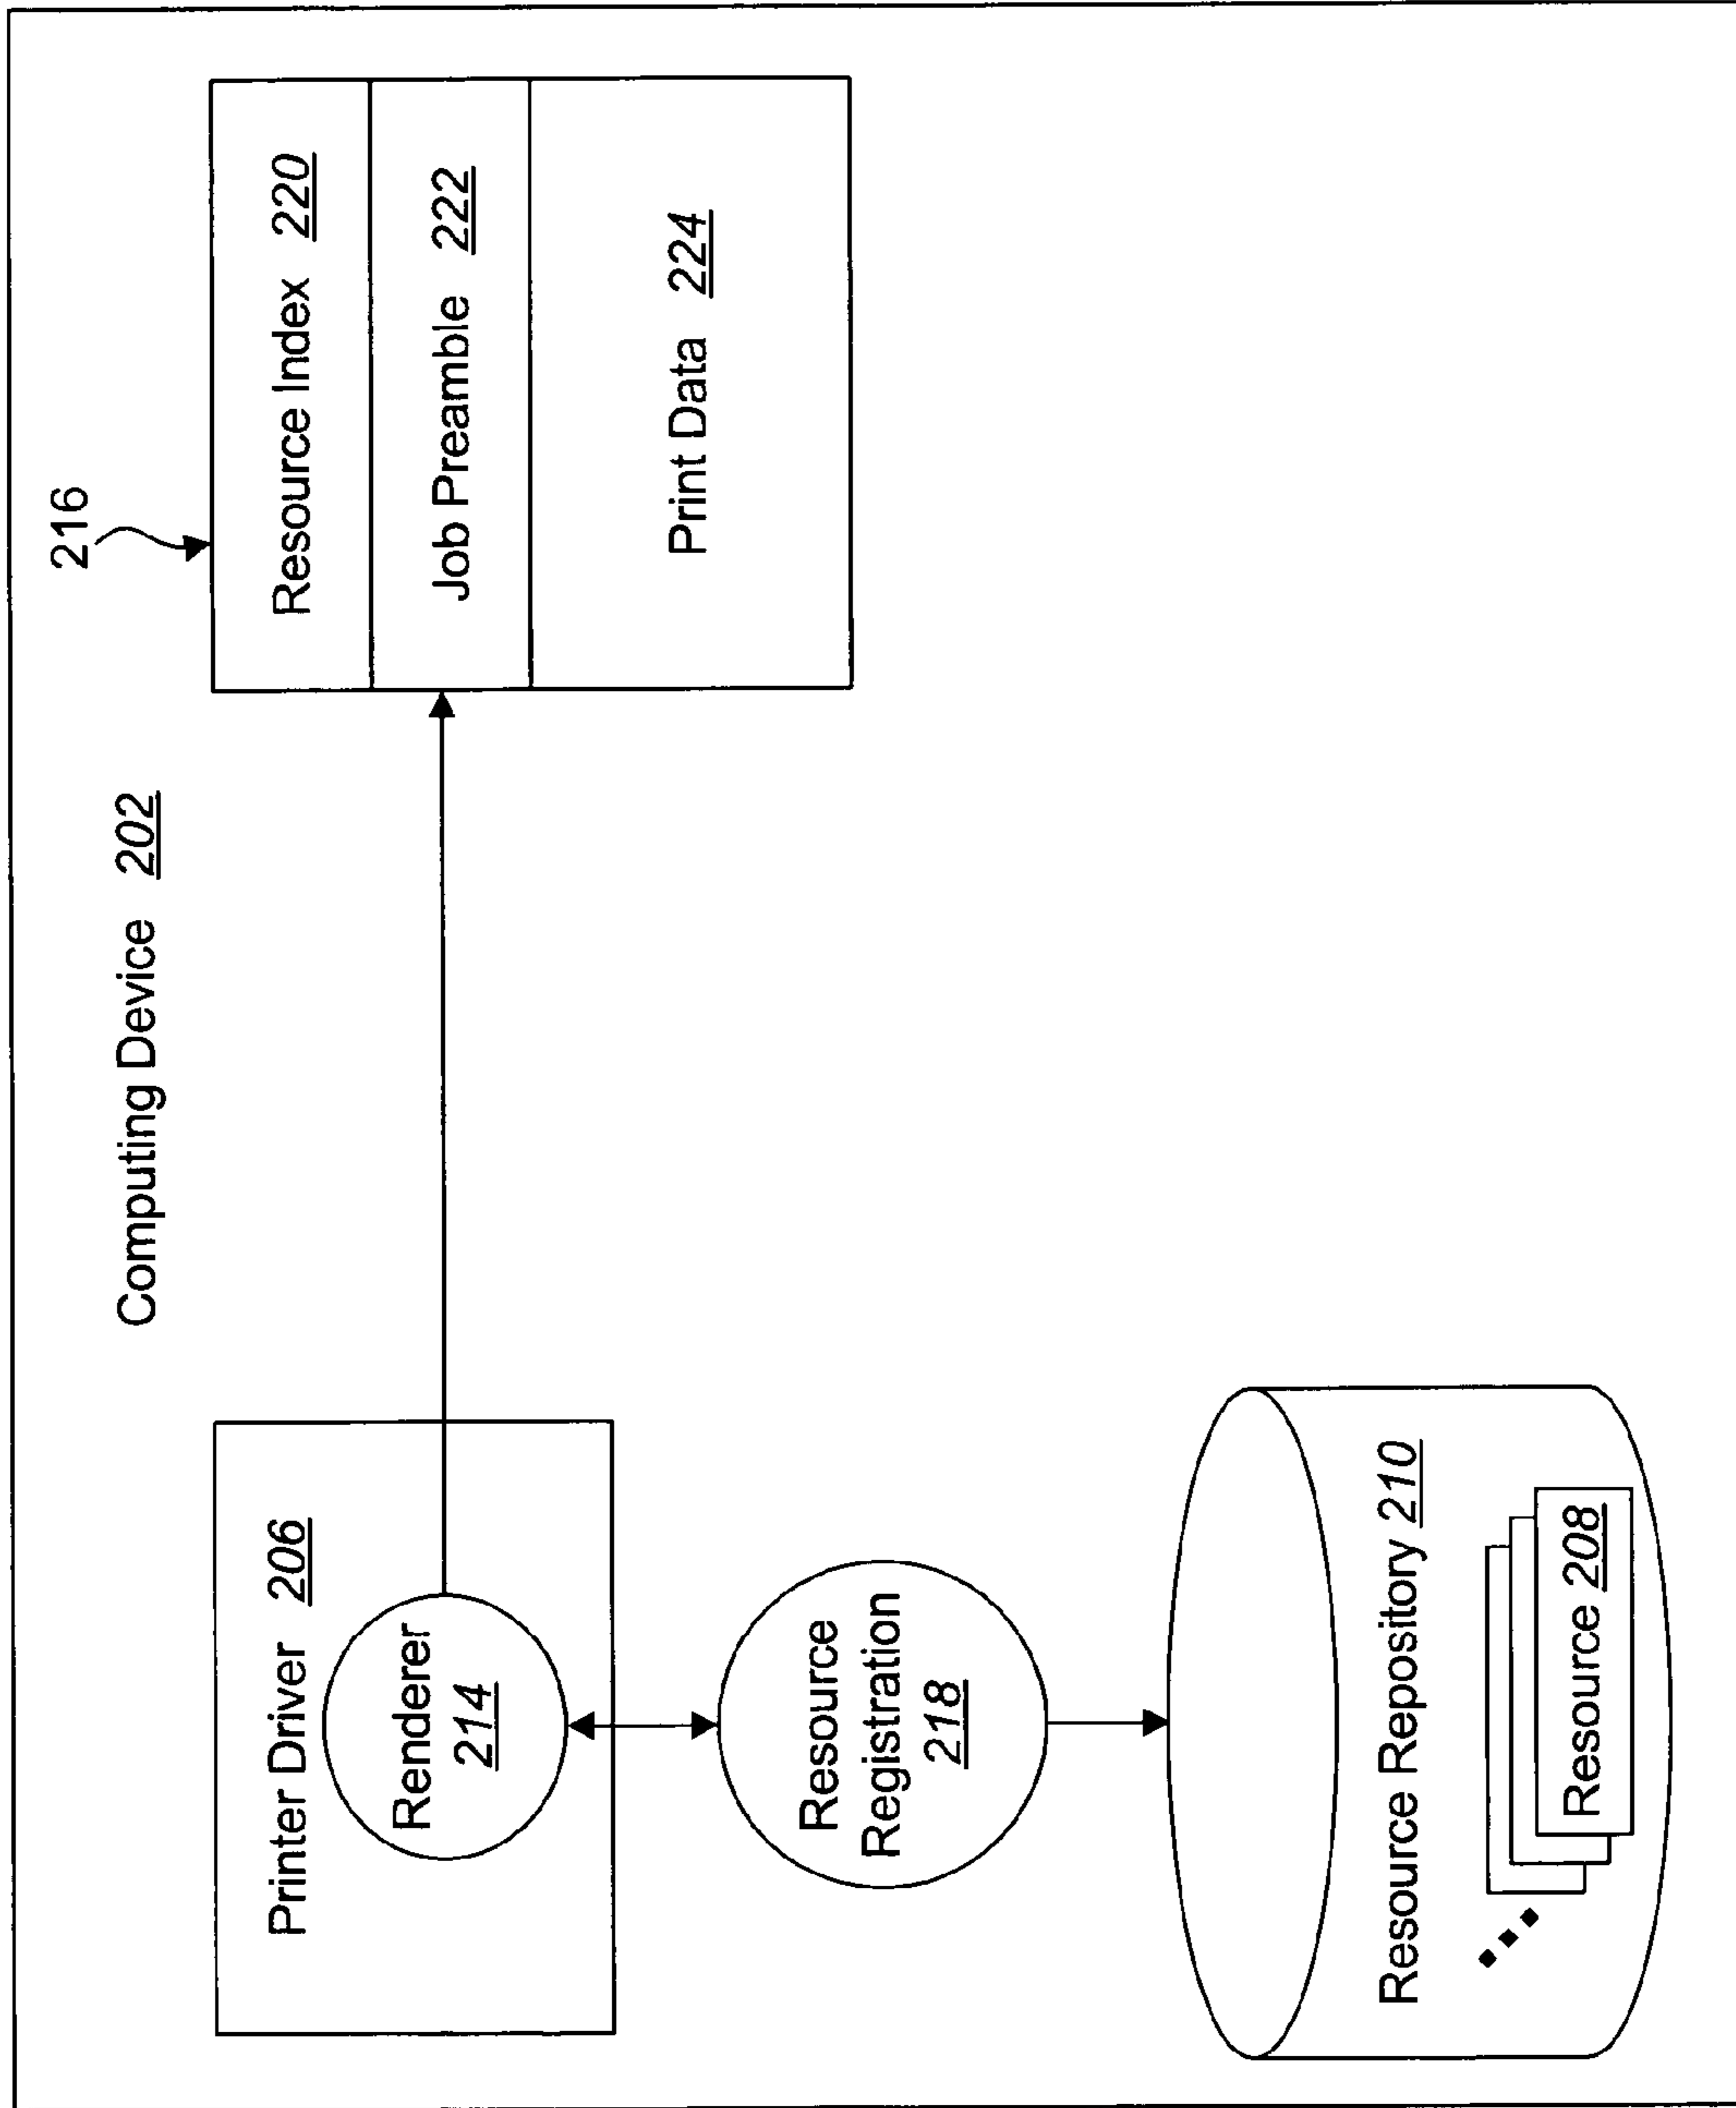 Computing Device 202
216
Printer Driver 206
Renderer
214
Resource Index 220
Job Preamble 222
Print Data 224
Resource
Registration
218
Resource Repository 210
Resource 208